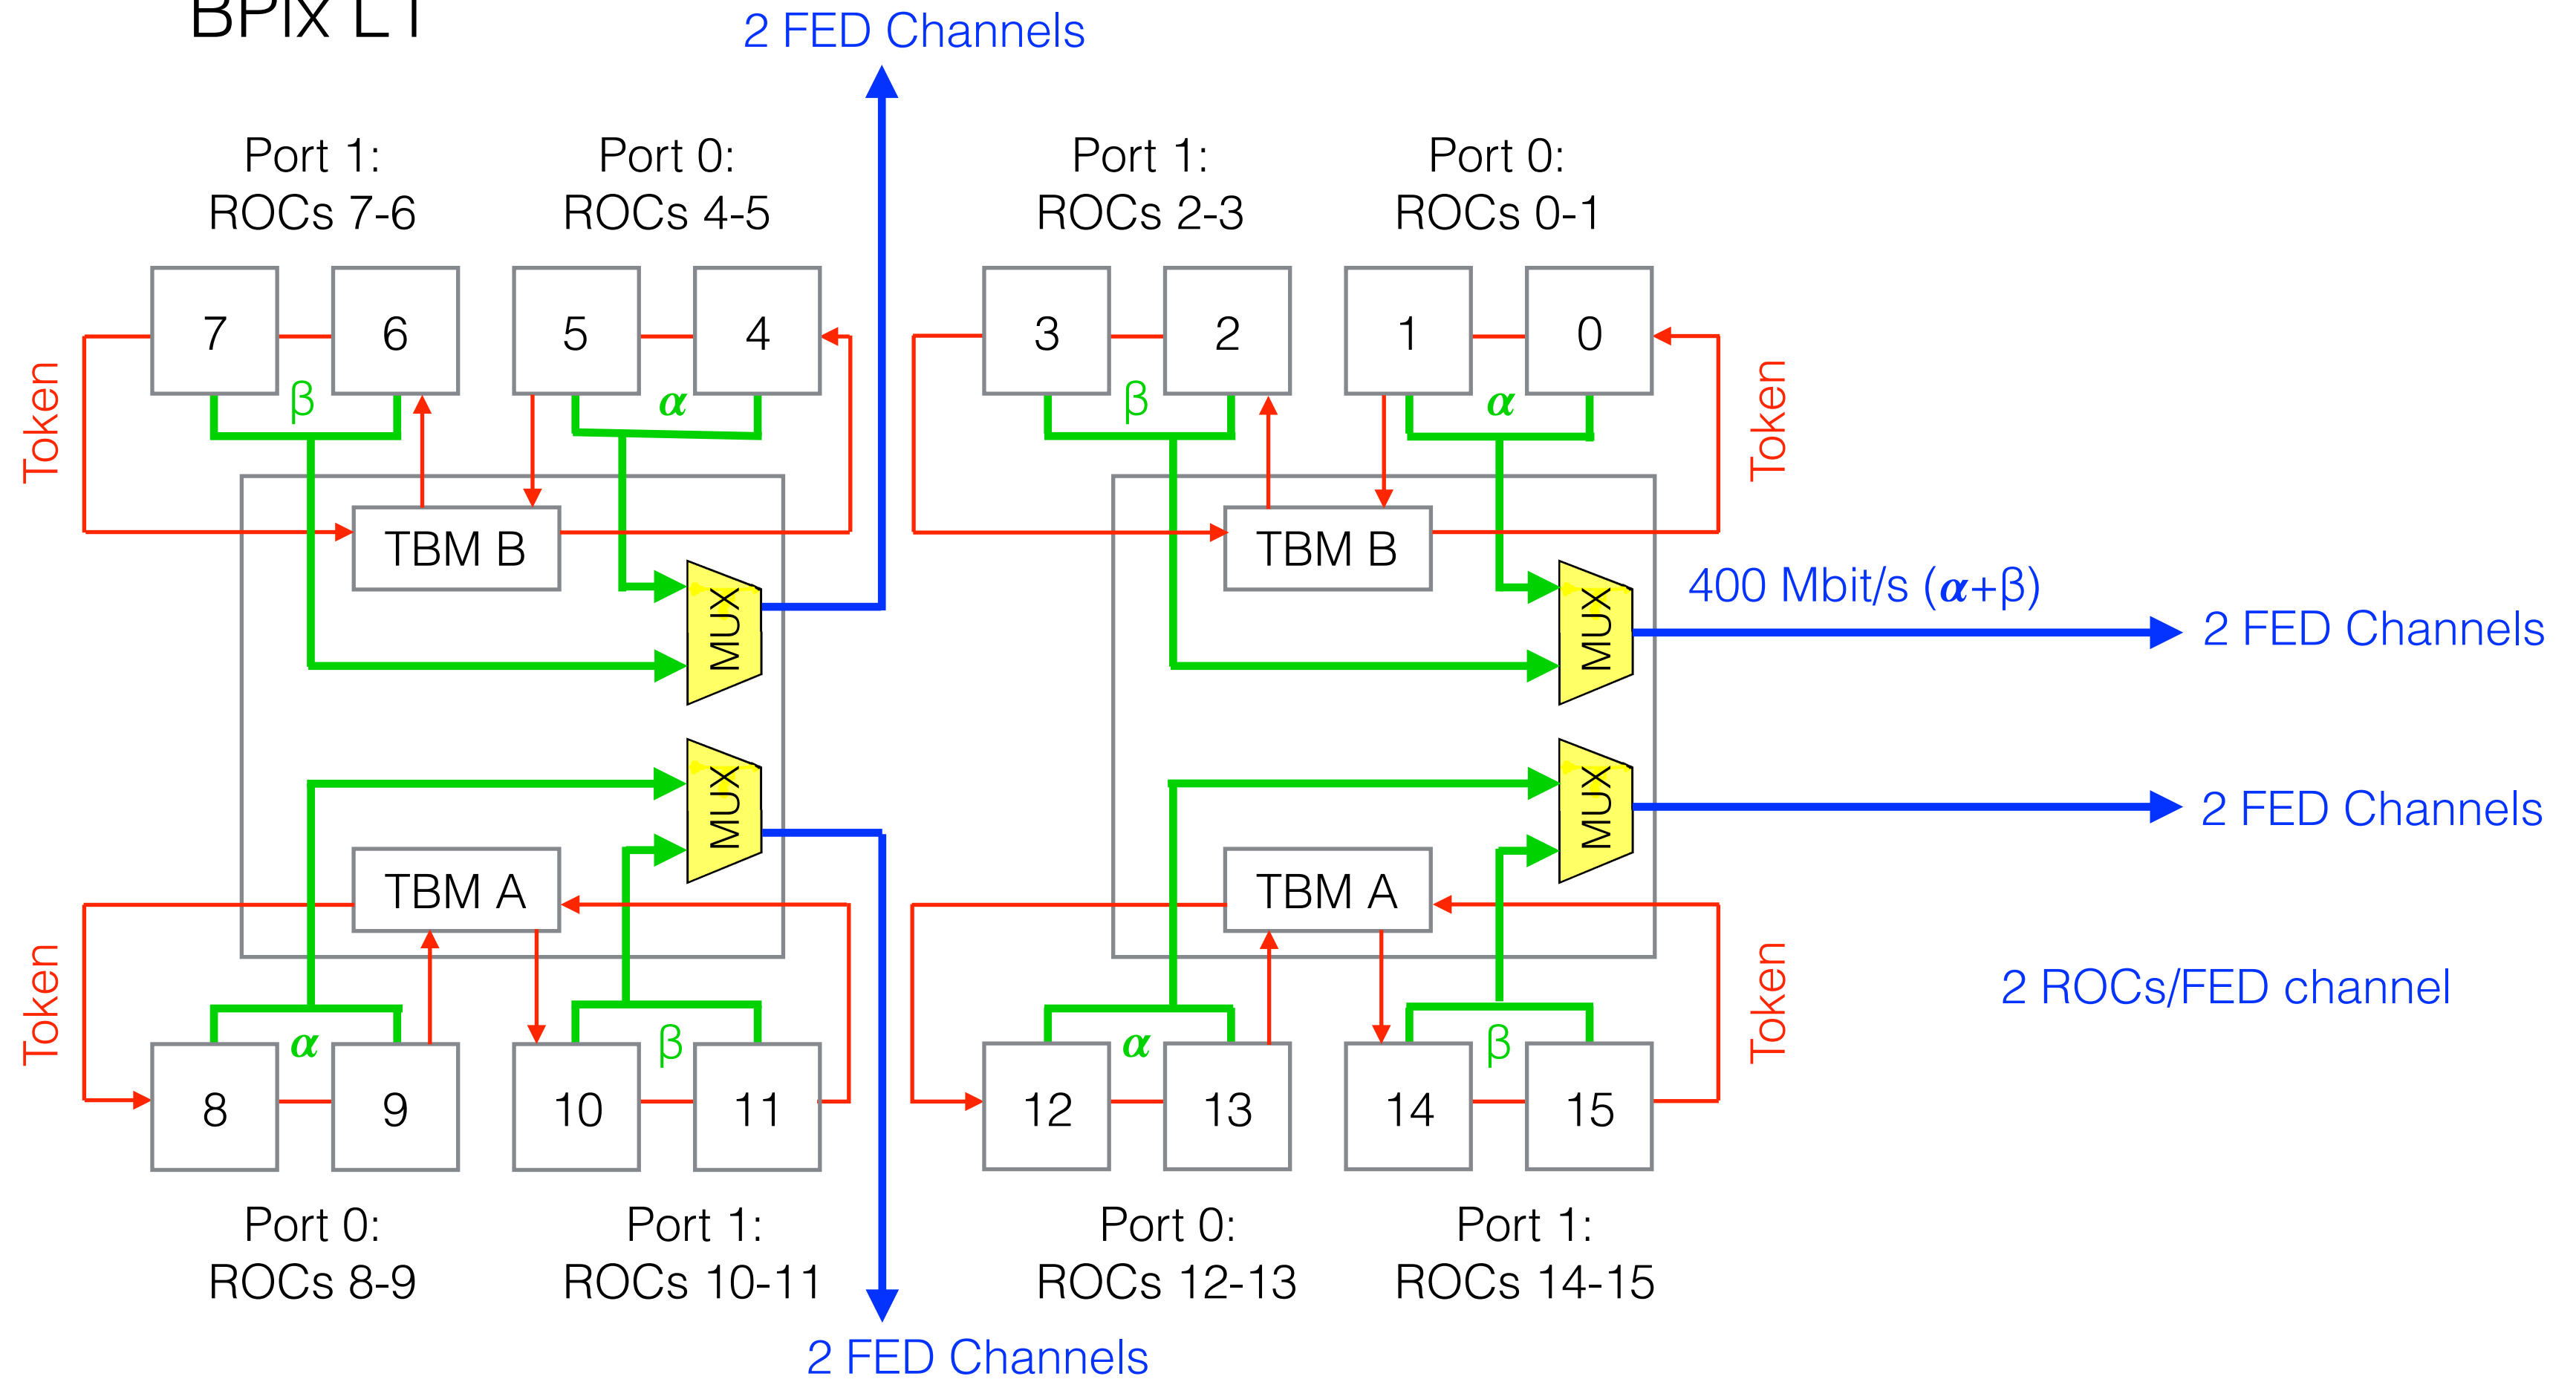 BPIX L1
2 FED Channels
Port 1:
ROCs 7-6
Port 0:
ROCs 4-5
Port 1:
ROCs 2-3
Port 0:
ROCs 0-1
7
6
5
4
3
2
1
0
Token
β
α
β
α
Token
TBM B
TBM B
MUX
MUX
400 Mbit/s (α+β)
2 FED Channels
MUX
MUX
2 FED Channels
TBM A
TBM A
Token
Token
2 ROCs/FED channel
α
β
α
β
8
9
10
11
12
13
14
15
Port 0:
ROCs 8-9
Port 1:
ROCs 10-11
Port 0:
ROCs 12-13
Port 1:
ROCs 14-15
2 FED Channels